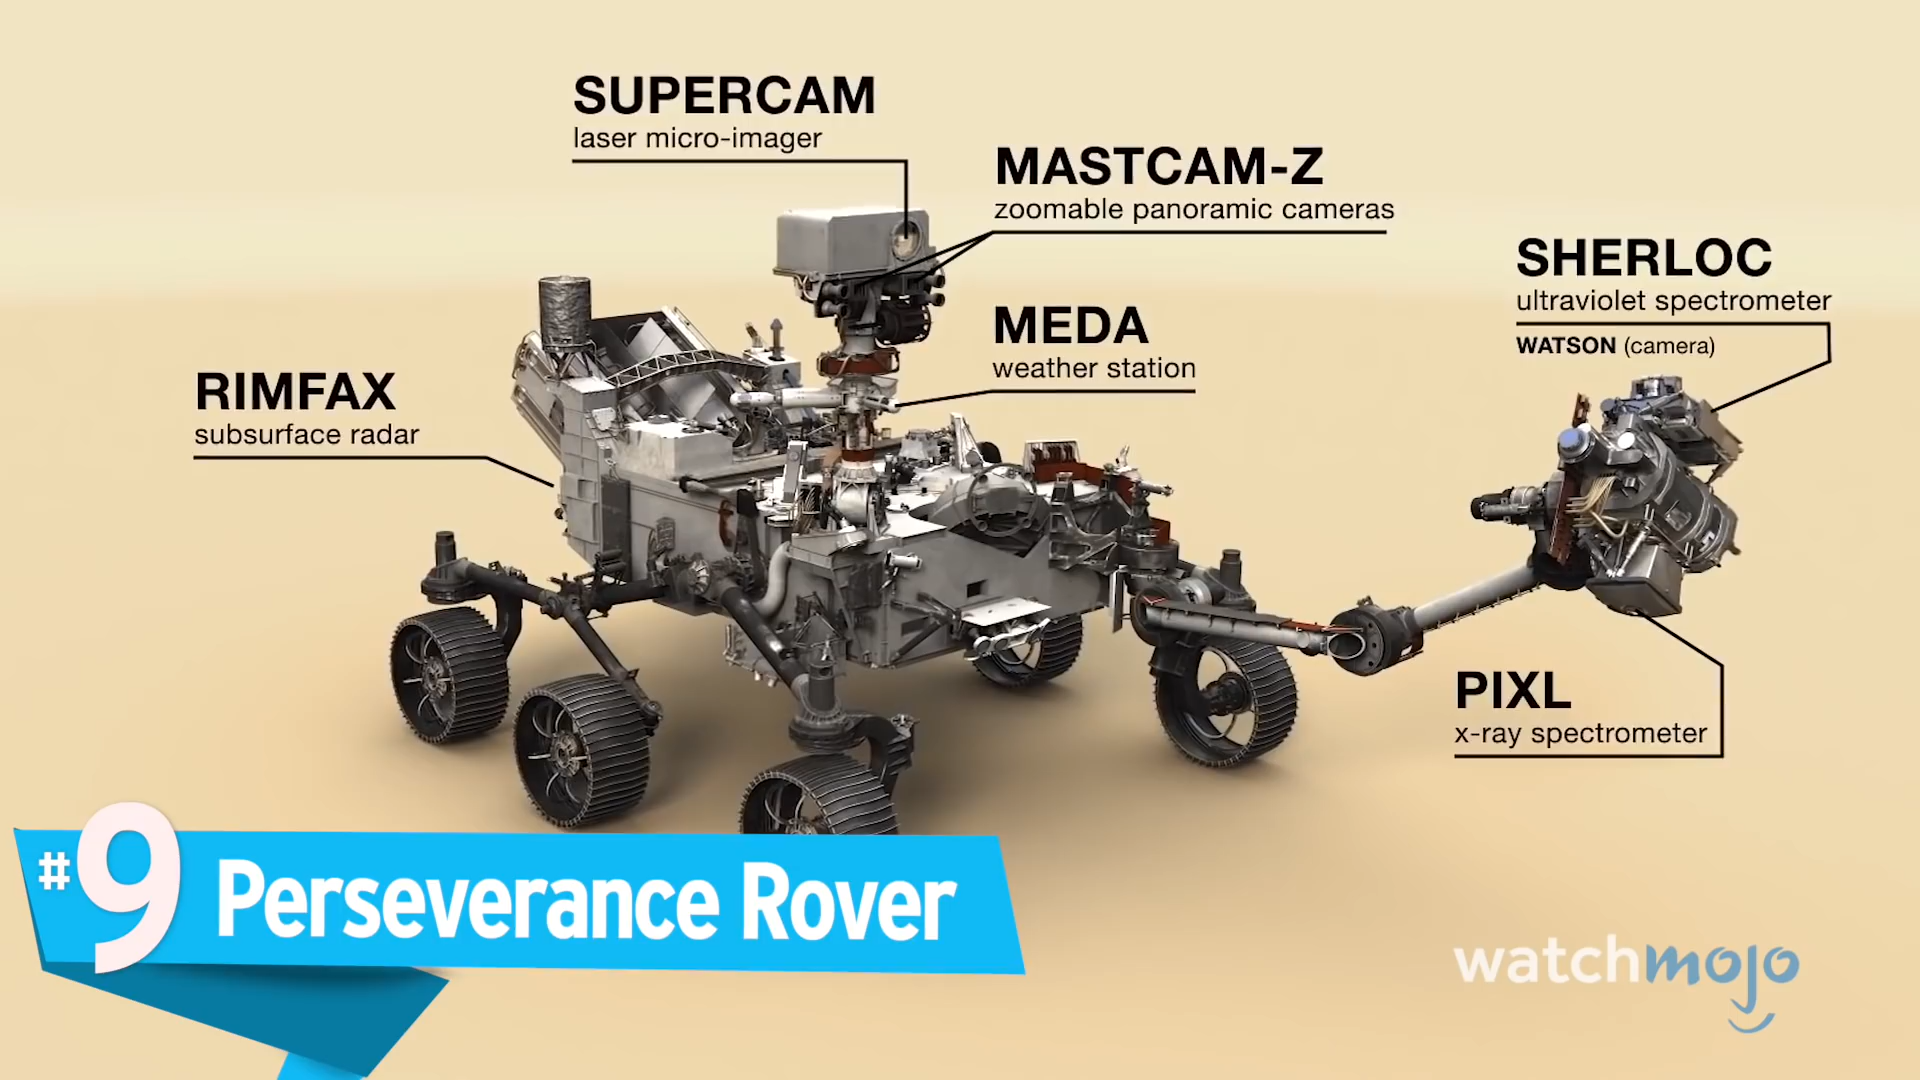 SUPERCAM
laser micro-imager
MASTCAM-Z
zoomable panoramic cameras
SHERLOC
ultraviolet spectrometer
WATSON (camera)
MEDA
weather station
RIMFAX
subsurface radar
PIXL
x-ray spectrometer
#9 Perseverance Rover
watchmojo